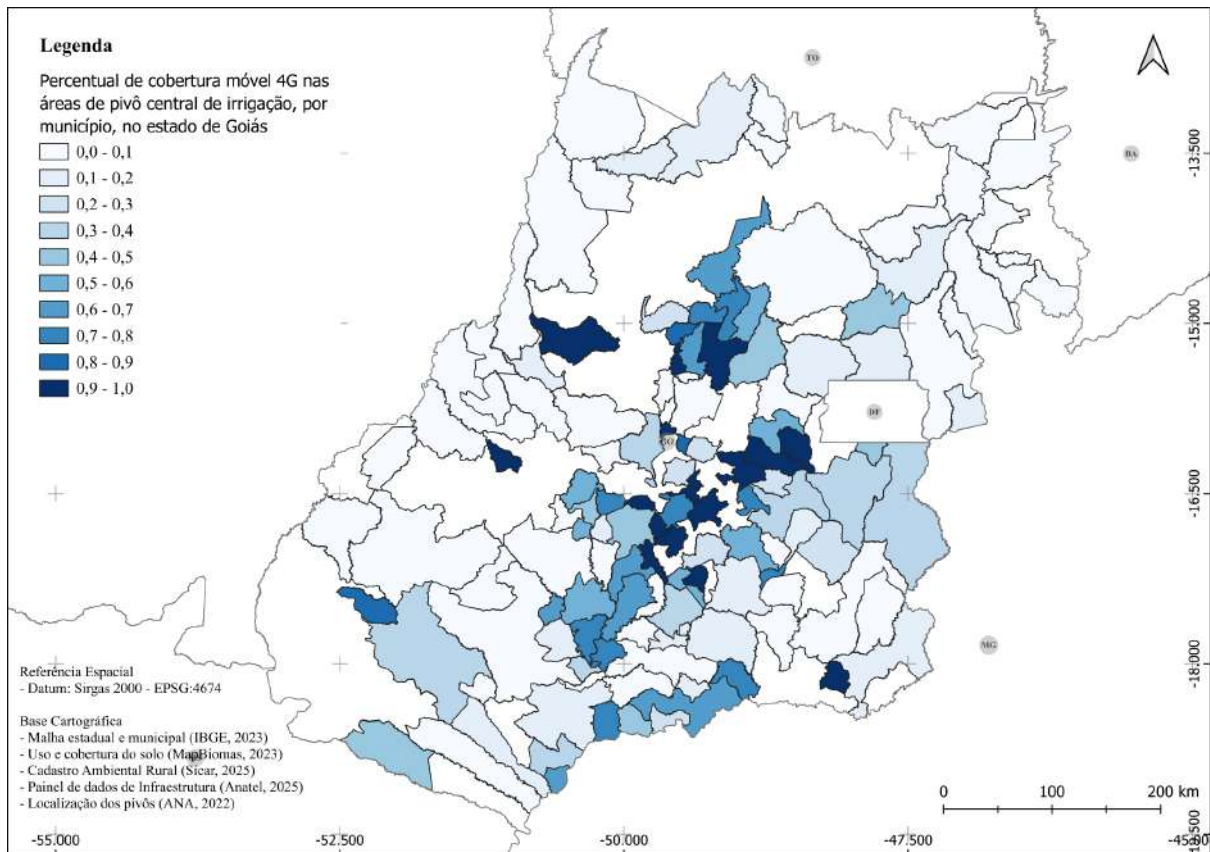 Legenda
Percentual de cobertura móvel 4G nas
áreas de pivô central de irrigação, por
município, no estado de Goiás
0,0 - 0,1
0,1 - 0,2
0,2 - 0,3
0,3 - 0,4
0,4 - 0,5
0,5 - 0,6
0,6 - 0,7
0,7 - 0,8
0,8 - 0,9
0,9 - 1,0
TO
BA
DF
MG
-13.500
-15.000
-16.500
-18.000
Referência Espacial
- Datum: Sirgas 2000 - EPSG:4674
Base Cartográfica
- Malha estadual e municipal (IBGE, 2023)
- Uso e cobertura do solo (MapBiomas, 2023)
- Cadastro Ambiental Rural (Sicar, 2025)
- Painel de dados de Infraestrutura (Anatel, 2025)
- Localização dos pivôs (ANA, 2022)
0 100 200 km
-55.000 -52.500 -50.000 -47.500